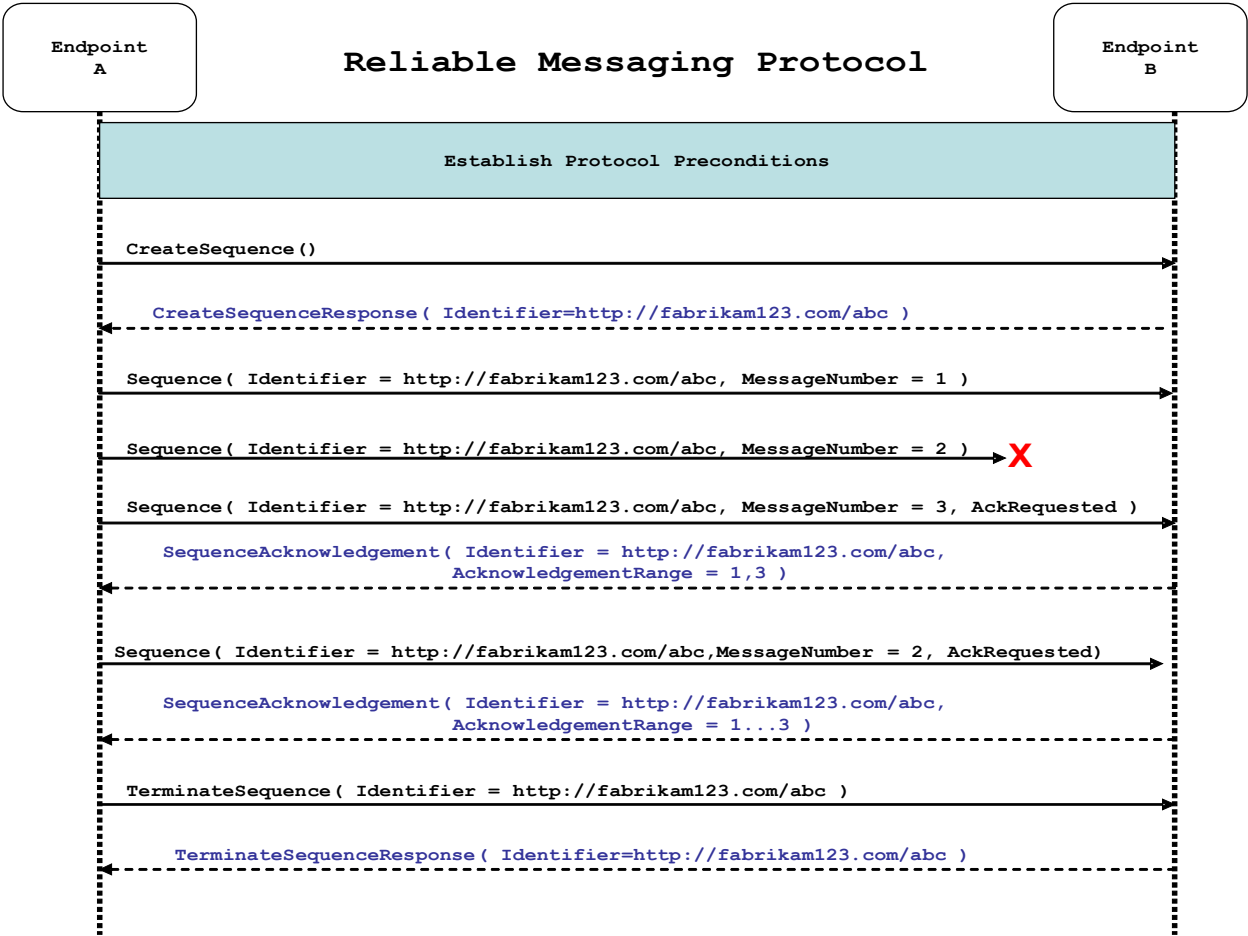 Endpoint
A
Reliable Messaging Protocol
Endpoint
B
Establish Protocol Preconditions
CreateSequence()
CreateSequenceResponse( Identifier=http://fabrikam123.com/abc )
Sequence( Identifier = http://fabrikam123.com/abc, MessageNumber = 1 )
Sequence( Identifier = http://fabrikam123.com/abc, MessageNumber = 2 )
X
Sequence( Identifier = http://fabrikam123.com/abc, MessageNumber = 3, AckRequested )
SequenceAcknowledgement( Identifier = http://fabrikam123.com/abc,
AcknowledgementRange = 1,3 )
Sequence( Identifier = http://fabrikam123.com/abc,MessageNumber = 2, AckRequested)
SequenceAcknowledgement( Identifier = http://fabrikam123.com/abc,
AcknowledgementRange = 1...3 )
TerminateSequence( Identifier = http://fabrikam123.com/abc )
TerminateSequenceResponse( Identifier=http://fabrikam123.com/abc )